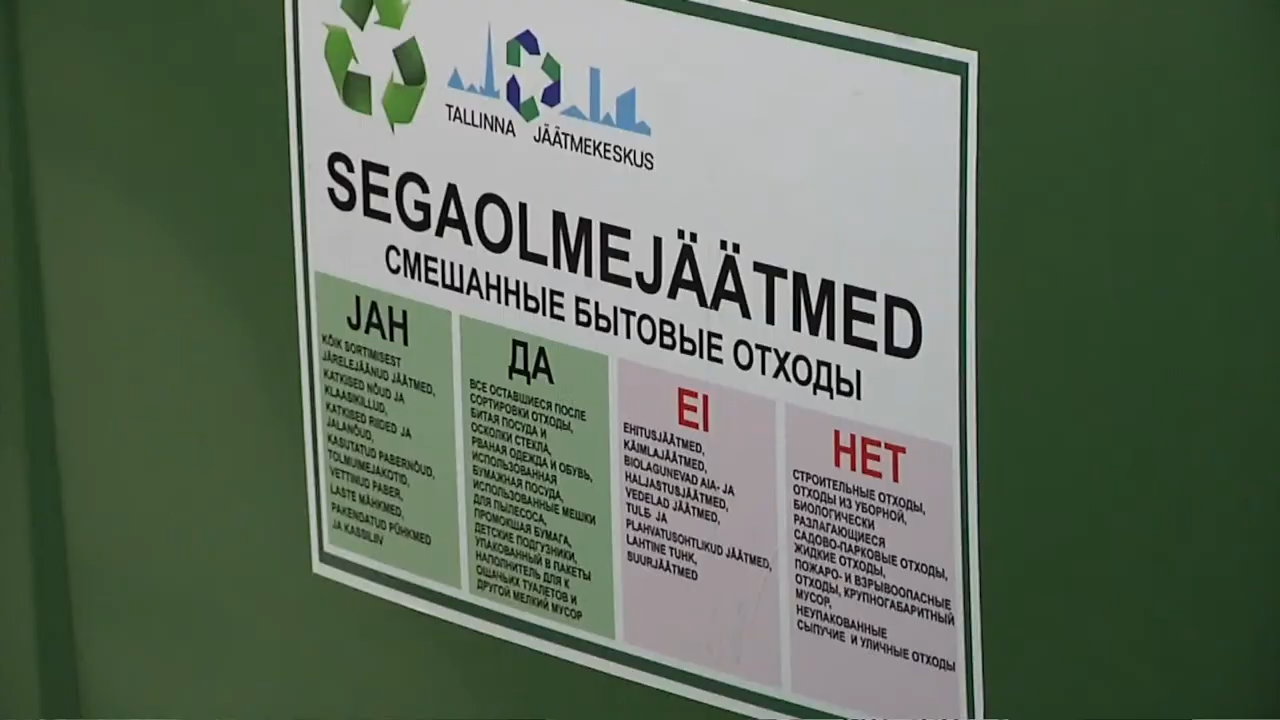 TALLINNA JÄÄTMEKESKUS
SEGAOLMEJÄÄTMED
СМЕШАННЫЕ БЫТОВЫЕ ОТХОДЫ
JAH
KÕIK SORTIMISEST
JÄRELEJÄÄNUD JÄÄTMED,
KATKISED NÕUD JA
KLAASIKILLUD,
KATKISED RIIDED JA
JALANÕUD,
KASUTATUD PABERNÕUD,
TOLMUIMEJAKOTID,
VETTINUD PABER,
LASTE MÄHKMED,
PAKENDATUD PÜHKMED
JA KASSILIIV
ДА
ВСЕ ОСТАВШИЕСЯ ПОСЛЕ
СОРТИРОВКИ ОТХОДЫ,
БИТАЯ ПОСУДА И
ОСКОЛКИ СТЕКЛА,
РВАНАЯ ОДЕЖДА И ОБУВЬ,
ИСПОЛЬЗОВАННАЯ
БУМАЖНАЯ ПОСУДА,
ИСПОЛЬЗОВАННЫЕ МЕШКИ
ДЛЯ ПЫЛЕСОСА,
ПРОМОКШАЯ БУМАГА,
ДЕТСКИЕ ПОДГУЗНИКИ,
УПАКОВАННЫЙ В ПАКЕТЫ
НАПОЛНИТЕЛЬ ДЛЯ К
ОШАЧЬИХ ТУАЛЕТОВ И
ДРУГОЙ МЕЛКИЙ МУСОР
EI
EHITUSJÄÄTMED,
KÄIMLAJÄÄTMED,
BIOLAGUNEVAD AIA- JA
HALJASTUSJÄÄTMED,
VEDELAD JÄÄTMED,
TULE- JA
PLAHVATUSOHTLIKUD JÄÄTMED,
LAHTINE TUHK,
SUURJÄÄTMED
НЕТ
СТРОИТЕЛЬНЫЕ ОТХОДЫ,
ОТХОДЫ ИЗ УБОРНОЙ,
БИОЛОГИЧЕСКИ
РАЗЛАГАЮЩИЕСЯ
САДОВО-ПАРКОВЫЕ ОТХОДЫ,
ЖИДКИЕ ОТХОДЫ,
ПОЖАРО- И ВЗРЫВООПАСНЫЕ
ОТХОДЫ, КРУПНОГАБАРИТНЫЙ
МУСОР,
НЕУПАКОВАННЫЕ
СЫПУЧИЕ И УЛИЧНЫЕ ОТХОДЫ